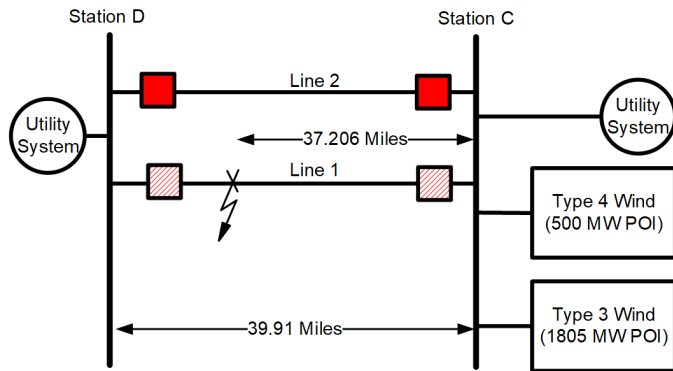 Station D
Station C
Line 2
Utility
System
Utility
System
37.206 Miles
Line 1
Type 4 Wind
(500 MW POI)
39.91 Miles
Type 3 Wind
(1805 MW POI)